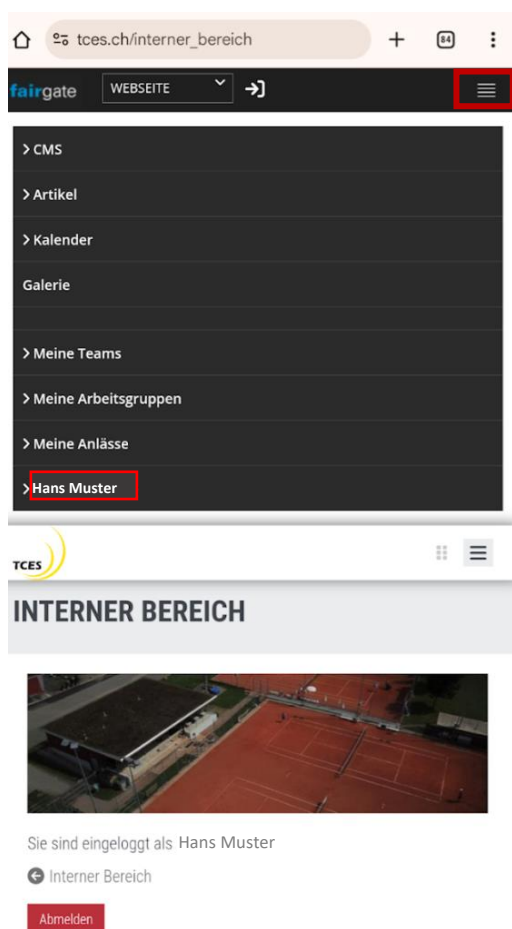 tces.ch/interner_bereich
84
fairgate WEBSEITE
CMS
Artikel
Kalender
Galerie
Meine Teams
Meine Arbeitsgruppen
Meine Anlässe
Hans Muster
TCES
INTERNER BEREICH
Sie sind eingeloggt als Hans Muster
Interner Bereich
Abmelden